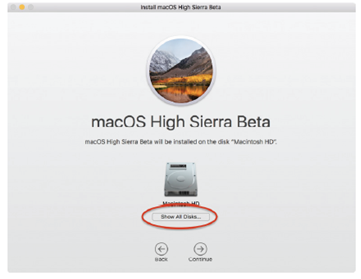 Install macOS High Sierra Beta
macOS High Sierra Beta
macOS High Sierra Beta will be installed on the disk “Macintosh HD”.
Macintosh HD
Show All Disks...
Back
Continue